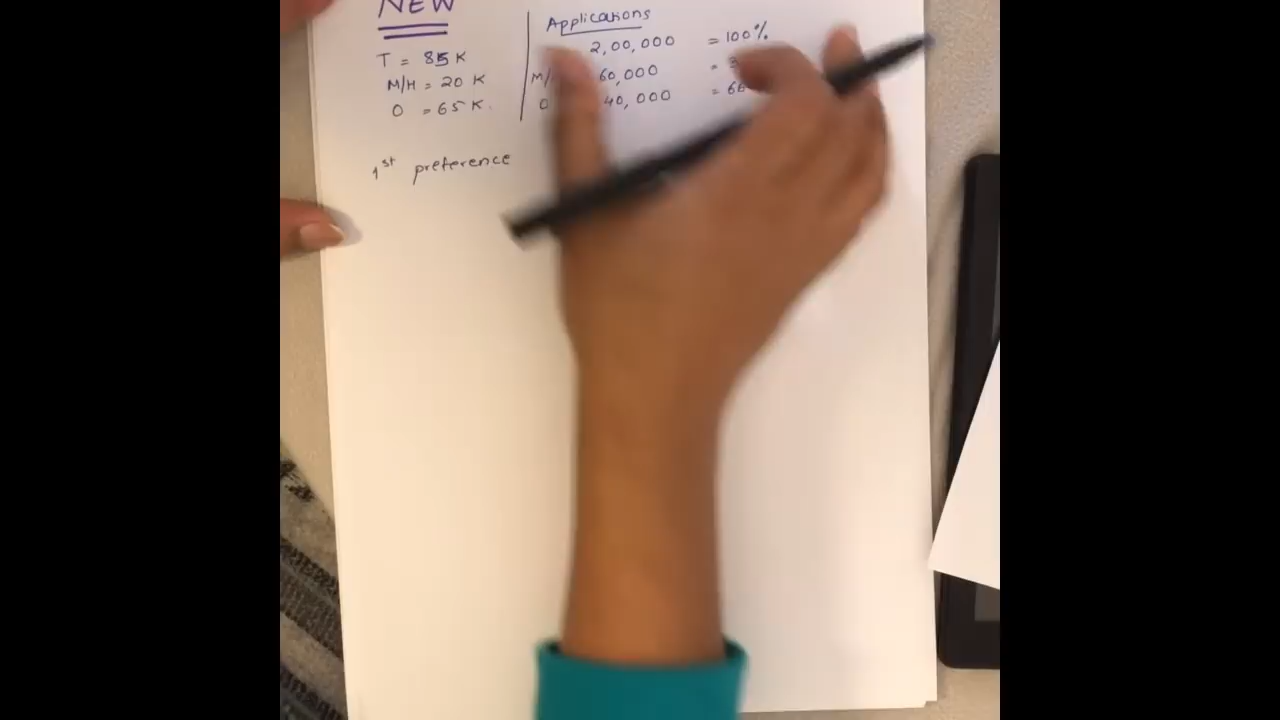 NEW
T = 85 K
M/H = 20 K
O = 65 K.
1st preference
Applications
2,00,000 = 100%
M/ 60,000 =
O 40,000 =